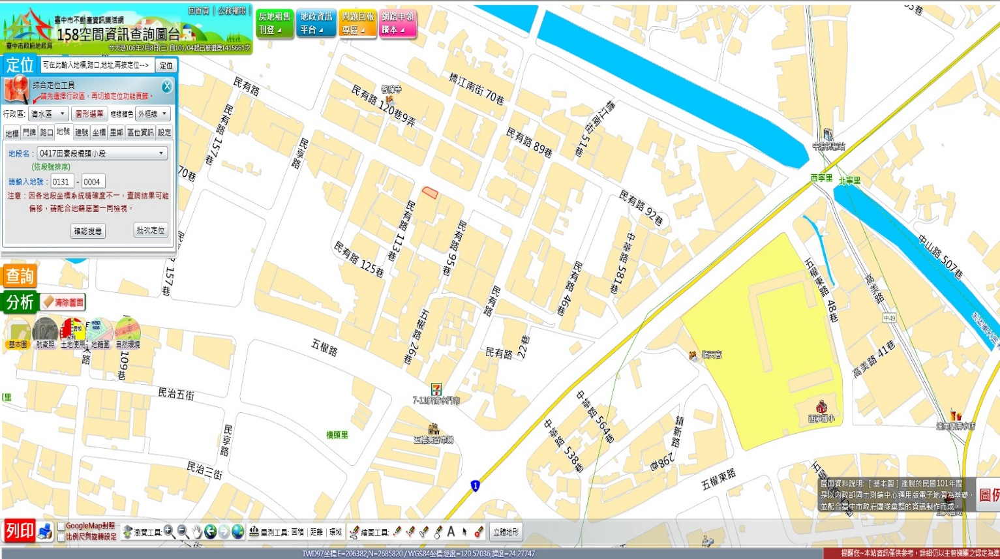 回首頁 | 公務權限 |
臺中市不動產資訊樂活網
158空間資訊查詢圖台
臺中市政府地政局
今天是106年2月8日(三) 自101/04起已被瀏覽1415661次
房地租售
刊登
地政資訊
平台
問題回報
專區
網路申領
謄本
定位
可在此輸入地標,路口,地址,再按定位-->
定位
綜合定位工具
請先選擇行政區，再切換定位功能頁籤。
行政區: 清水區 圖形選單 框線顏色 外框線
地標 門牌 路口 地號 建號 坐標 里鄰 區位資訊 設定
地段名： 0417田寮段橋頭小段
(依段號排序)
請輸入地號： 0131 - 0004
注意：因各地段坐標系統精確度不一，查詢結果可能
偏移，請配合地籍底圖一同檢視。
確認搜尋 批次定位
查詢
分析
清除圖面
基本圖 航衛照 土地使用 地籍圖 自然環境
民有路
橋江南街 70巷
民有路 120巷9弄
民有路 157巷
民享路
民有路 89巷
橋江南街 51巷
70巷
中港祝福站
西寧里
北寧里
民有路 92巷
民有路 113巷
民有路 95巷
中華路 581巷
民有路 125巷
民有路 46巷
157巷
民有路
五權路 26巷
五權路
民有路
22巷
中山路 507巷
五權東路 48巷
高美路
中49
高美路 41巷
順天宮
109巷
民治五街
7-11
五權黃昏市場
橋頭里
民享路
民治三街
中華路 564巷
中華路 538巷
鎮新路
298巷
五權東路
西寧國小
1
圖面資料說明:［ 基本圖 ］產製於民國101年間
是以內政部國土測繪中心通用版電子地圖為基礎，
並配合臺中市政府團隊彙整的資訊製作而成。
圖例
列印
GoogleMap對照
比例尺與旋轉設定
瀏覽工具:
量測工具: 面積 | 距離 | 環域
繪圖工具:
A
立體地形
TWD97坐標:E=206382,N=2685820 / WGS84坐標:經度=120.57036,緯度=24.27747
提醒您~本站資訊僅供參考，詳細仍以主管機關之認定為準